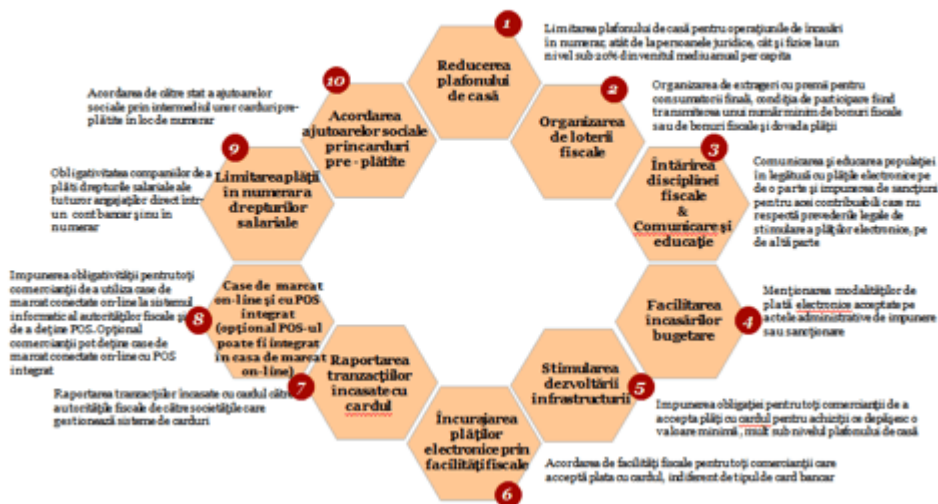 1
Reducerea
plafonului
de casă
Limitarea plafonului de casă pentru operațiunile de încasări
în numerar, atât de la persoanele juridice, cât și fizice la un
nivel sub 20% din venitul mediu anual per capita
2
Organizarea
de loterii
fiscale
Organizarea de extrageri cu premii pentru
consumatorii finali, condiția de participare fiind
transmiterea unui număr minim de bonuri fiscale
sau de bonuri fiscale și dovada plății
3
Întărirea
disciplinei
fiscale
&
Comunicare și
educație
Comunicarea și educarea populației
în legătură cu plățile electronice pe
de o parte și impunerea de sancțiuni
pentru acei contribuabili care nu
respectă prevederile legale de
stimularea plăților electronice, pe
de altă parte
4
Facilitarea
încasărilor
bugetare
Menționarea modalităților de
plată electronice acceptate pe
actele administrative de impunere
sau sancționare
5
Stimularea
dezvoltării
infrastructurii
Impunerea obligației pentru toți comercianții de a
accepta plăți cu cardul pentru achiziții ce depășesc o
valoare minimă, mult sub nivelul plafonului de casă
6
Încurajarea
plăților
electronice prin
facilități fiscale
Acordarea de facilități fiscale pentru toți comercianții care
acceptă plata cu cardul, indiferent de tipul de card bancar
7
Raportarea
tranzacțiilor
încasate cu
cardul
Raportarea tranzacțiilor încasate cu cardul către
autoritățile fiscale de către societățile care
gestionează sisteme de carduri
8
Case de marcat
on-line și cu POS
integrat
(opțional POS-ul
poate fi integrat
în casa de marcat
on-line)
Impunerea obligativității pentru toți
comercianții de a utiliza case de
marcat conectate on-line la sistemul
informatic al autorităților fiscale și
de a deține POS. Opțional
comercianții pot deține case de
marcat conectate on-line cu POS
integrat
9
Limitarea plății
în numerar a
drepturilor
salariale
Obligativitatea companiilor de a
plăti drepturile salariale ale
tuturor angajaților direct într-
un cont bancar și nu în
numerar
10
Acordarea
ajutoarelor sociale
prin carduri
pre - plătite
Acordarea de către stat a ajutoarelor
sociale prin intermediul unor carduri pre-
plătite în loc de numerar